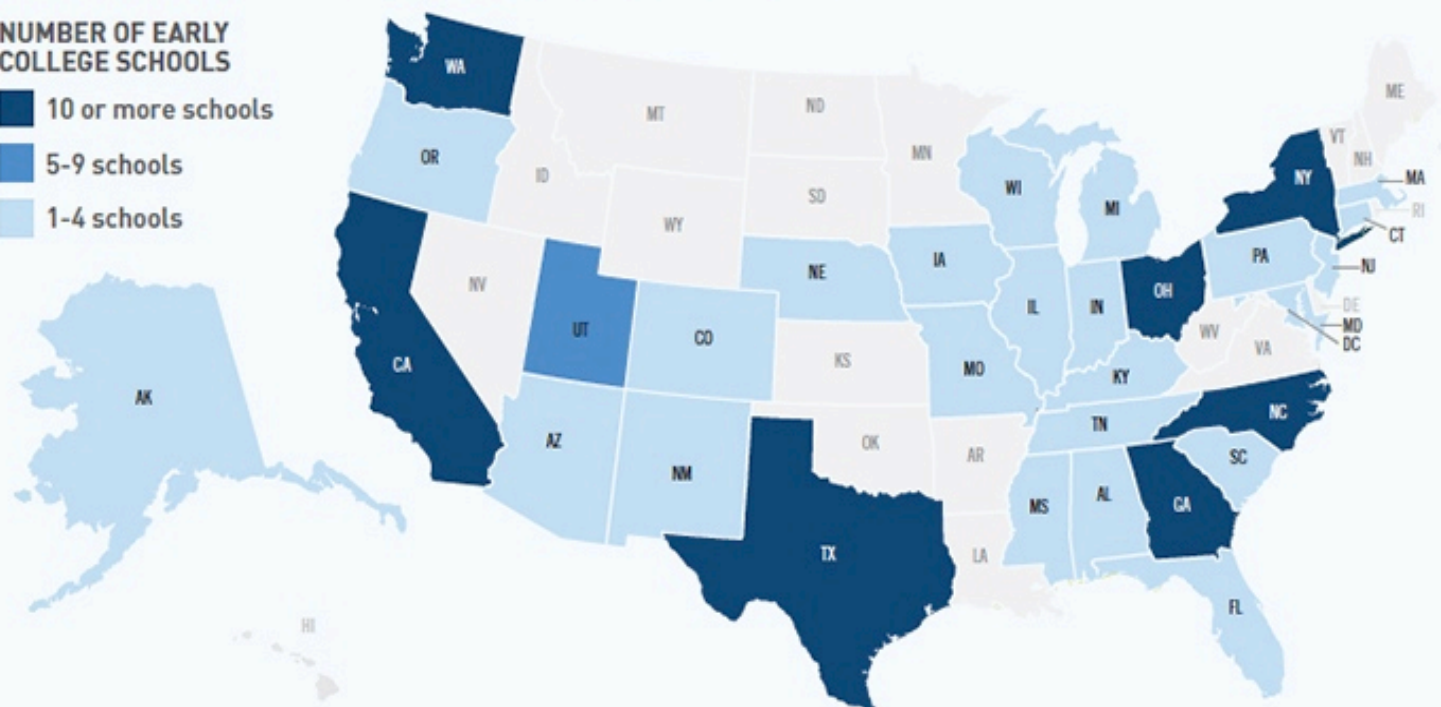 NUMBER OF EARLY
COLLEGE SCHOOLS
10 or more schools
5-9 schools
1-4 schools
WA
OR
CA
AK
HI
ID
NV
MT
WY
UT
AZ
CO
NM
ND
SD
NE
KS
OK
TX
MN
IA
MO
AR
LA
WI
IL
MI
IN
OH
KY
TN
MS
AL
GA
FL
SC
NC
VA
WV
PA
NY
VT
NH
ME
MA
RI
CT
NJ
DE
MD
DC